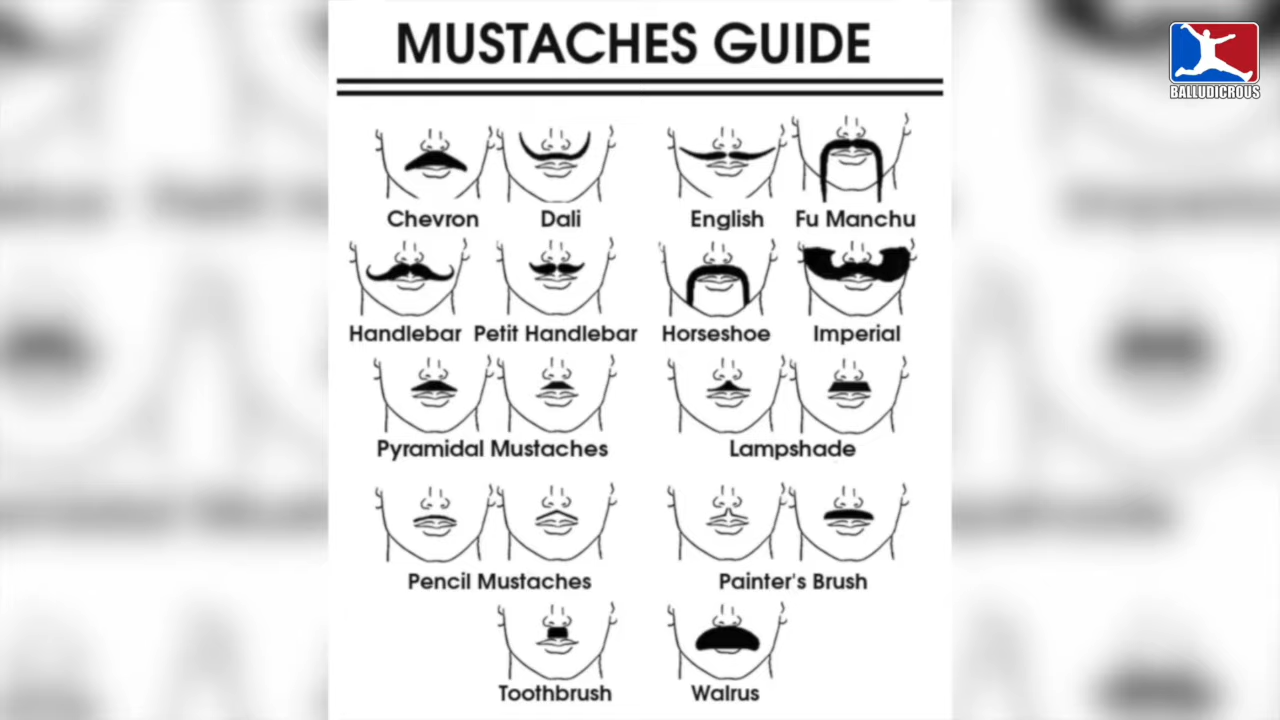 MUSTACHES GUIDE
BALLUDICROUS
Chevron Dali English Fu Manchu
Handlebar Petit Handlebar Horseshoe Imperial
Pyramidal Mustaches Lampshade
Pencil Mustaches Painter's Brush
Toothbrush Walrus